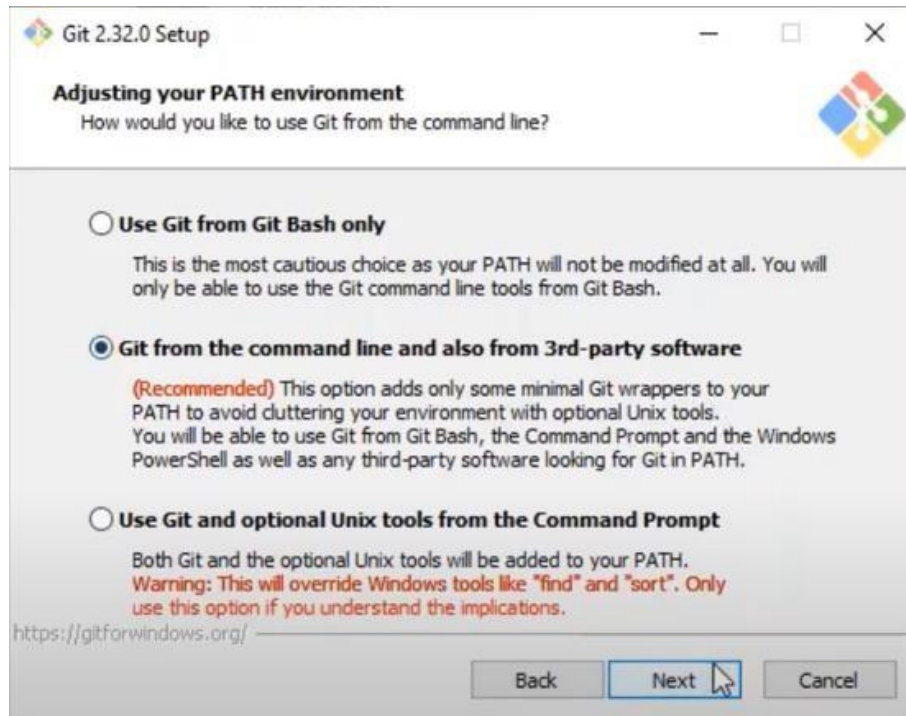 Git 2.32.0 Setup
Adjusting your PATH environment
How would you like to use Git from the command line?
Use Git from Git Bash only
This is the most cautious choice as your PATH will not be modified at all. You will
only be able to use the Git command line tools from Git Bash.
Git from the command line and also from 3rd-party software
(Recommended) This option adds only some minimal Git wrappers to your
PATH to avoid cluttering your environment with optional Unix tools.
You will be able to use Git from Git Bash, the Command Prompt and the Windows
PowerShell as well as any third-party software looking for Git in PATH.
Use Git and optional Unix tools from the Command Prompt
Both Git and the optional Unix tools will be added to your PATH.
Warning: This will override Windows tools like "find" and "sort". Only
use this option if you understand the implications.
https://gitforwindows.org/
Back
Next
Cancel